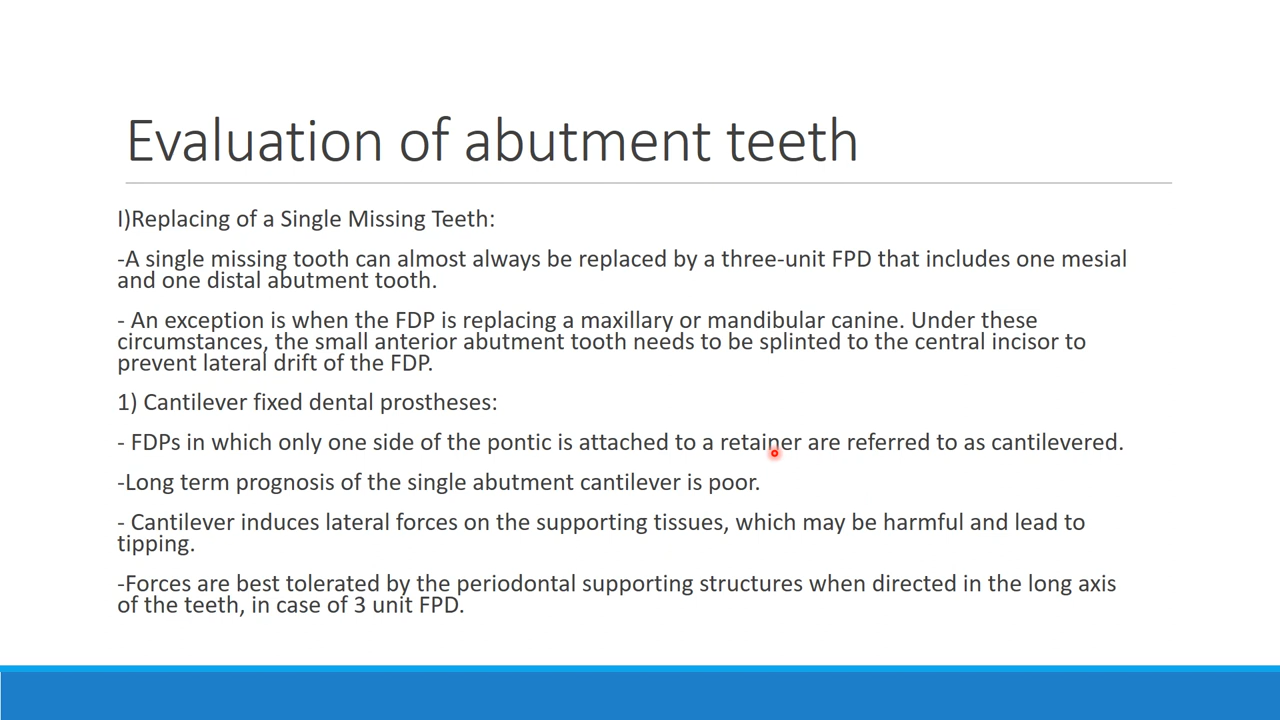 Evaluation of abutment teeth
I)Replacing of a Single Missing Teeth:
-A single missing tooth can almost always be replaced by a three-unit FPD that includes one mesial
and one distal abutment tooth.
- An exception is when the FDP is replacing a maxillary or mandibular canine. Under these
circumstances, the small anterior abutment tooth needs to be splinted to the central incisor to
prevent lateral drift of the FDP.
1) Cantilever fixed dental prostheses:
- FDPs in which only one side of the pontic is attached to a retainer are referred to as cantilevered.
-Long term prognosis of the single abutment cantilever is poor.
- Cantilever induces lateral forces on the supporting tissues, which may be harmful and lead to
tipping.
-Forces are best tolerated by the periodontal supporting structures when directed in the long axis
of the teeth, in case of 3 unit FPD.